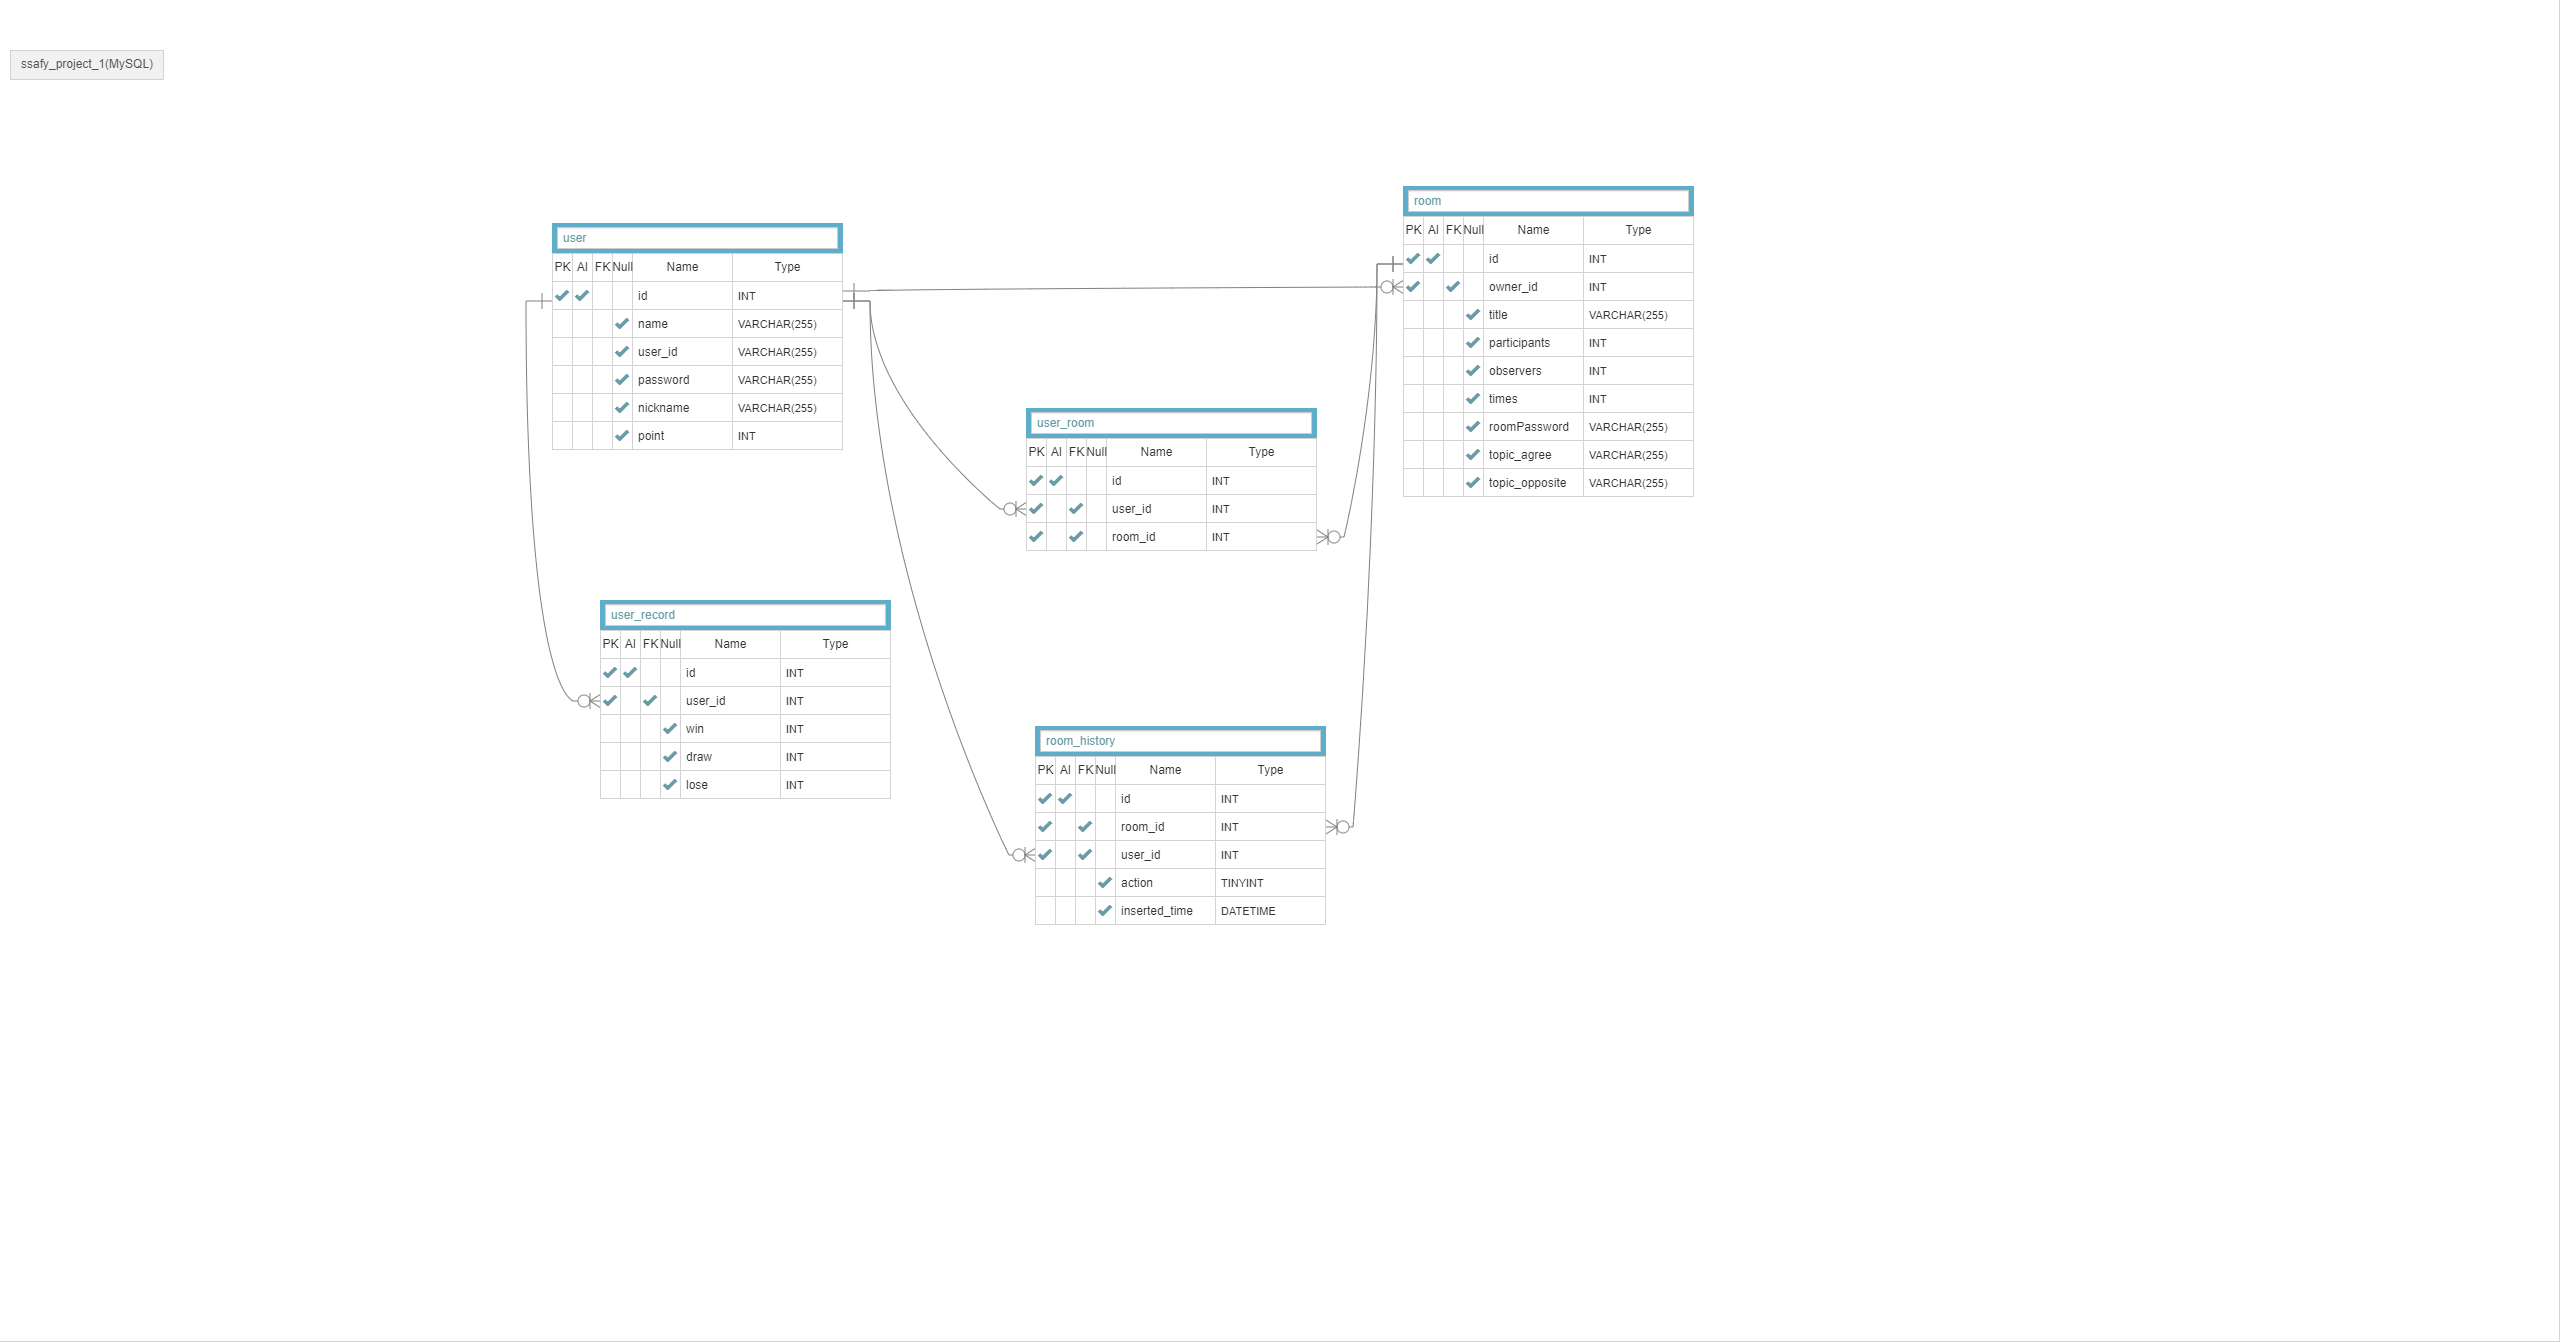 ssafy_project_1(MySQL)
user
PK AI FK Null Name Type
id INT
name VARCHAR(255)
user_id VARCHAR(255)
password VARCHAR(255)
nickname VARCHAR(255)
point INT
room
PK AI FK Null Name Type
id INT
owner_id INT
title VARCHAR(255)
participants INT
observers INT
times INT
roomPassword VARCHAR(255)
topic_agree VARCHAR(255)
topic_opposite VARCHAR(255)
user_room
PK AI FK Null Name Type
id INT
user_id INT
room_id INT
user_record
PK AI FK Null Name Type
id INT
user_id INT
win INT
draw INT
lose INT
room_history
PK AI FK Null Name Type
id INT
room_id INT
user_id INT
action TINYINT
inserted_time DATETIME